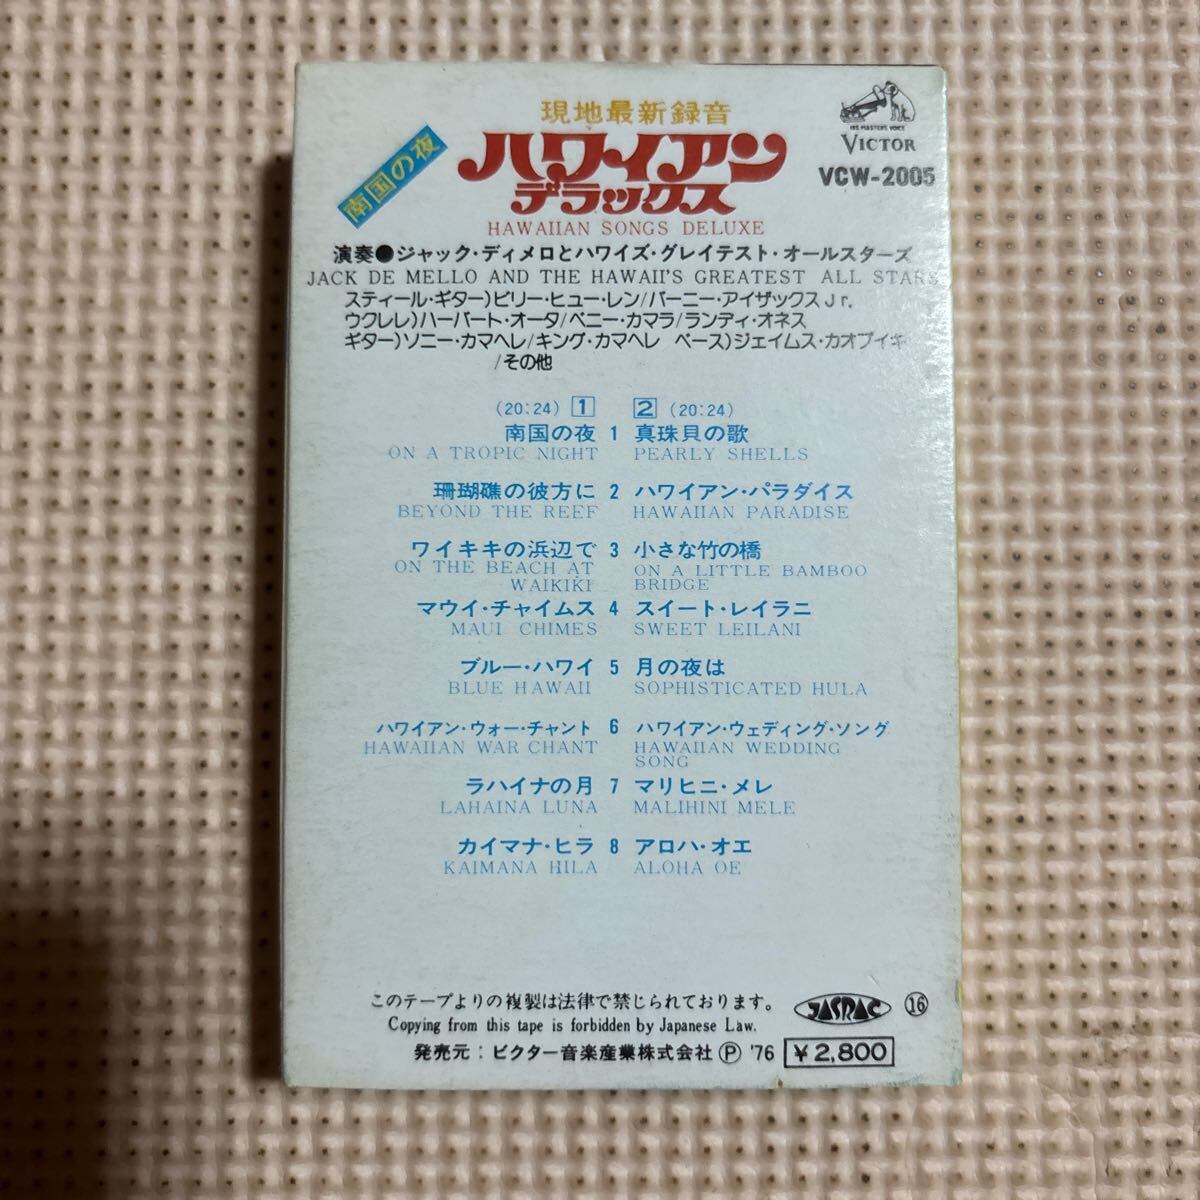 現地最新録音
南国の夜
ハワイアン
デラックス
HAWAIIAN SONGS DELUXE
HIS MASTERS VOICE
VICTOR
VCW-2005
演奏●ジャック・ディメロとハワイズ・グレイテスト・オールスターズ
JACK DE MELLO AND THE HAWAII'S GREATEST ALL STARS
スティール・ギター)ビリー・ヒュー・レン/バーニー・アイザックスJr.
ウクレレ)ハーバート・オータ/ベニー・カマラ/ランディ・オネス
ギター)ソニー・カマヘレ/キング・カマヘレ ベース)ジェイムス・カオプイキ
/その他
(20:24) 1
南国の夜 1
ON A TROPIC NIGHT
珊瑚礁の彼方に 2
BEYOND THE REEF
ワイキキの浜辺で 3
ON THE BEACH AT
WAIKIKI
マウイ・チャイムス 4
MAUI CHIMES
ブルー・ハワイ 5
BLUE HAWAII
ハワイアン・ウォー・チャント 6
HAWAIIAN WAR CHANT
ラハイナの月 7
LAHAINA LUNA
カイマナ・ヒラ 8
KAIMANA HILA
2 (20:24)
真珠貝の歌
PEARLY SHELLS
ハワイアン・パラダイス
HAWAIIAN PARADISE
小さな竹の橋
ON A LITTLE BAMBOO
BRIDGE
スイート・レイラニ
SWEET LEILANI
月の夜は
SOPHISTICATED HULA
ハワイアン・ウェディング・ソング
HAWAIIAN WEDDING
SONG
マリヒニ・メレ
MALIHINI MELE
アロハ・オエ
ALOHA OE
このテープよりの複製は法律で禁じられております。
Copying from this tape is forbidden by Japanese Law.
JASRAC ⑯
発売元：ビクター音楽産業株式会社 Ⓟ '76 ¥2,800